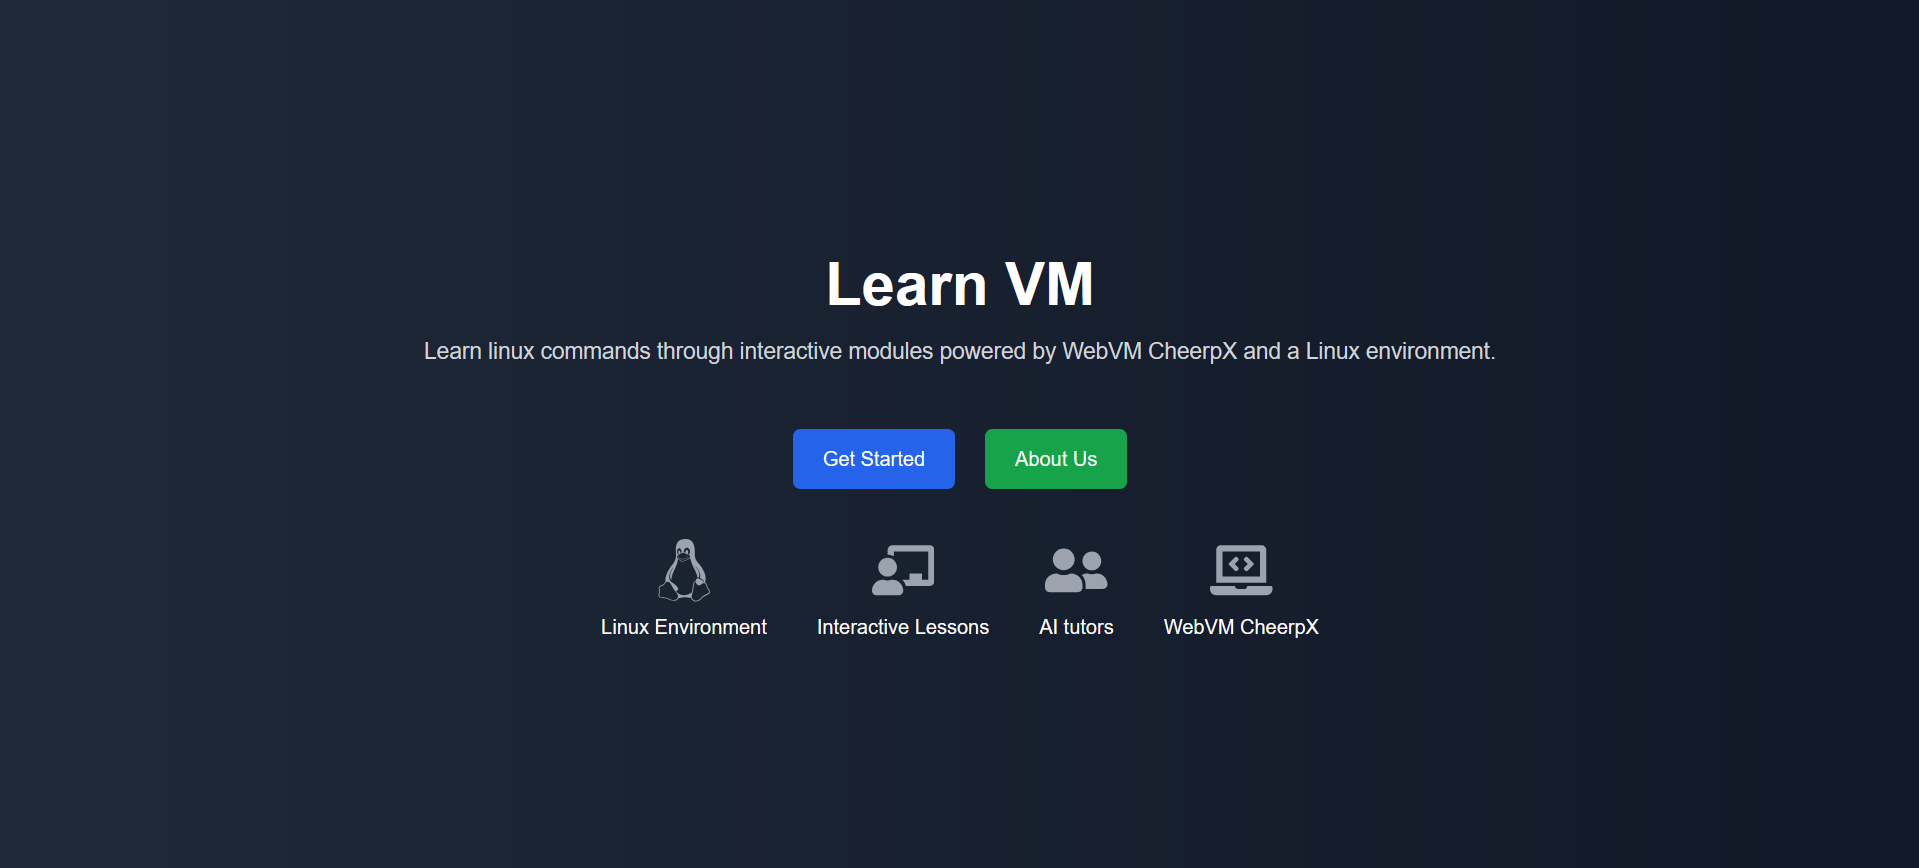 Learn VM
Learn linux commands through interactive modules powered by WebVM CheerpX and a Linux environment.
Get Started
About Us
Linux Environment
Interactive Lessons
AI tutors
WebVM CheerpX